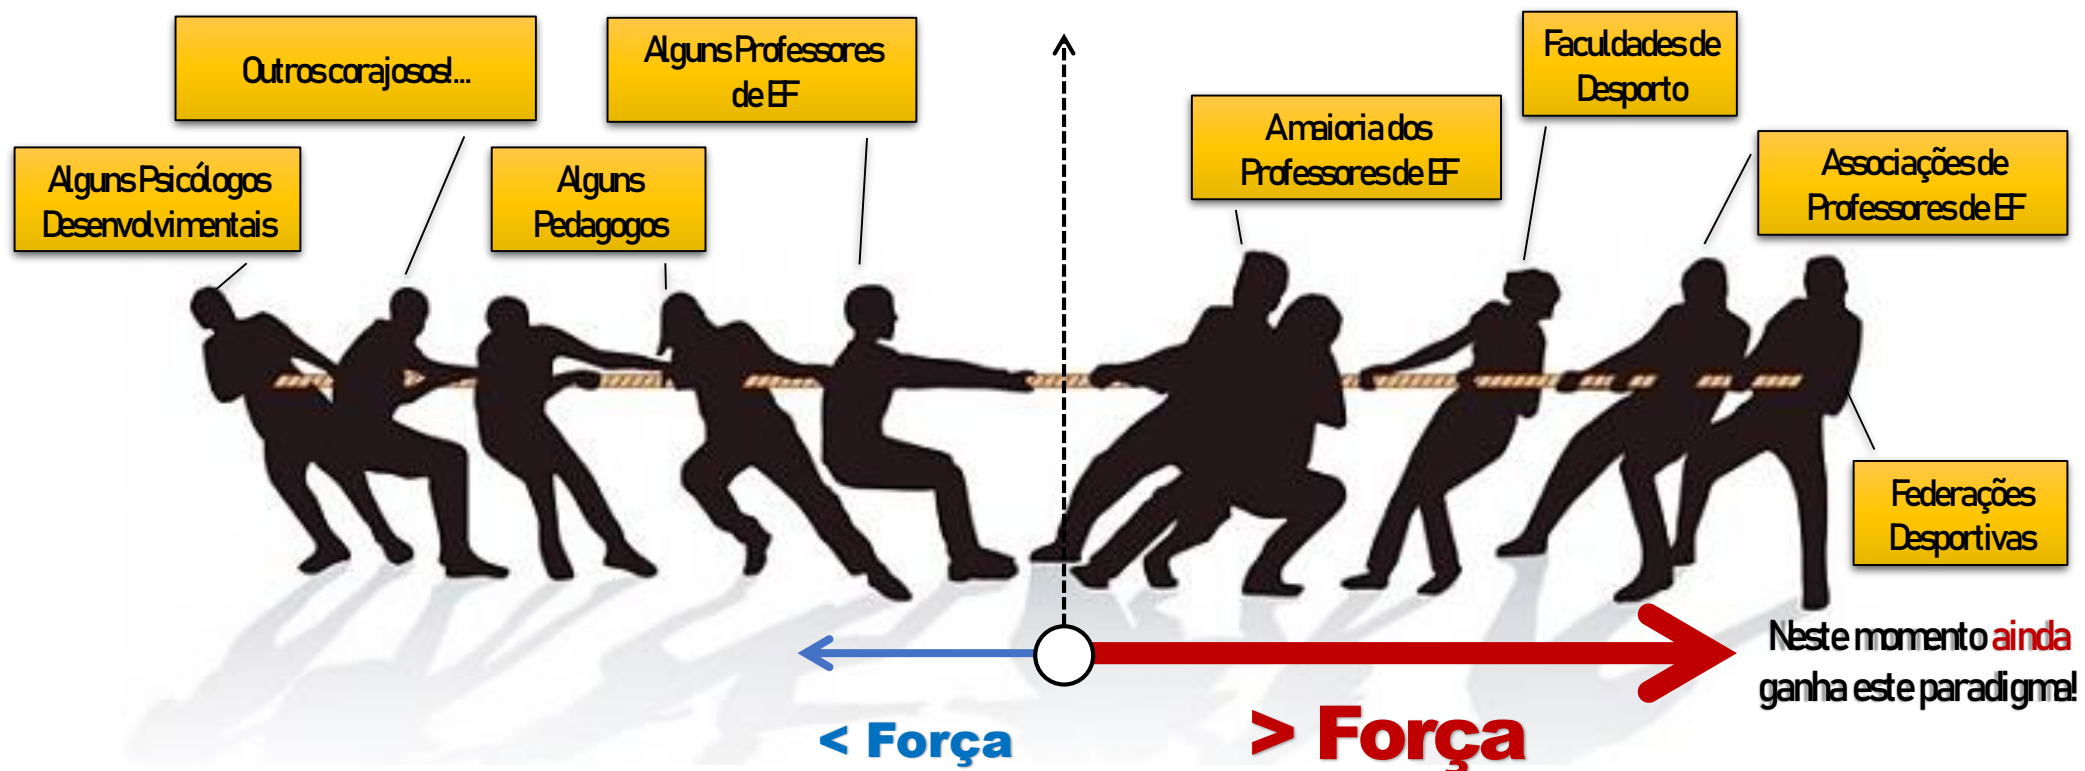 Outros corajosos!...
Alguns Professores
de EF
Faculdades de
Desporto
A maioria dos
Professores de EF
Alguns Psicólogos
Desenvolvimentais
Alguns
Pedagogos
Associações de
Professores de EF
Federações
Desportivas
Neste momento ainda
ganha este paradigma!
< Força
> Força